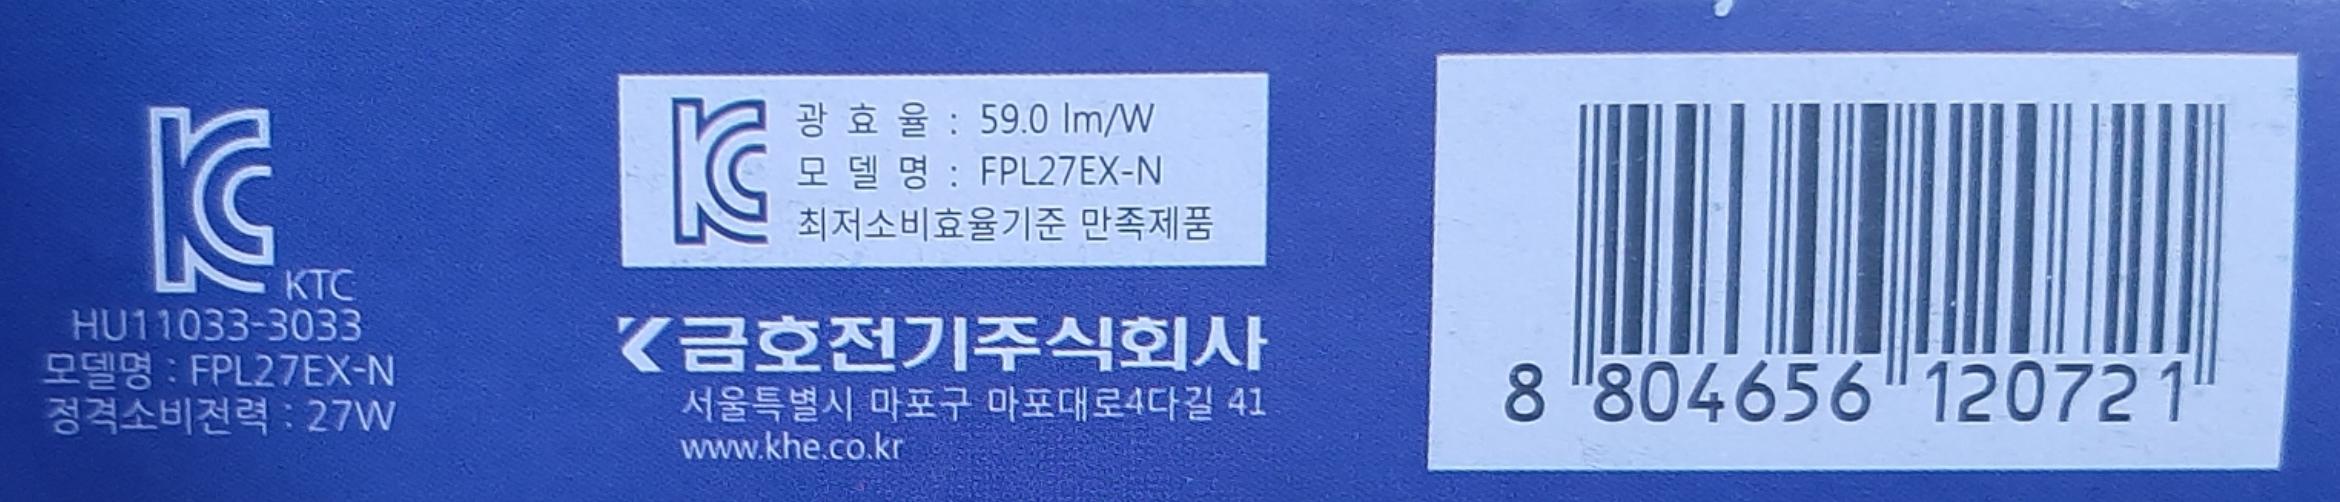 KC
KTC
HU11033-3033
모델명 : FPL27EX-N
정격소비전력 : 27W
KC
광 효 율 : 59.0 lm/W
모 델 명 : FPL27EX-N
최저소비효율기준 만족제품
금호전기주식회사
서울특별시 마포구 마포대로4다길 41
www.khe.co.kr
8 804656 120721